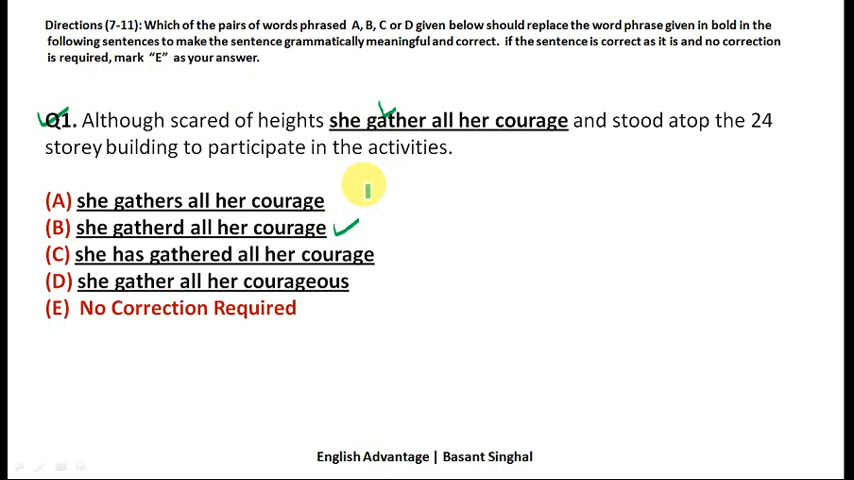 Directions (7-11): Which of the pairs of words phrased A, B, C or D given below should replace the word phrase given in bold in the
following sentences to make the sentence grammatically meaningful and correct. if the sentence is correct as it is and no correction
is required, mark “E” as your answer.
Q1. Although scared of heights she gather all her courage and stood atop the 24
storey building to participate in the activities.
(A) she gathers all her courage
(B) she gatherd all her courage
(C) she has gathered all her courage
(D) she gather all her courageous
(E) No Correction Required
English Advantage | Basant Singhal